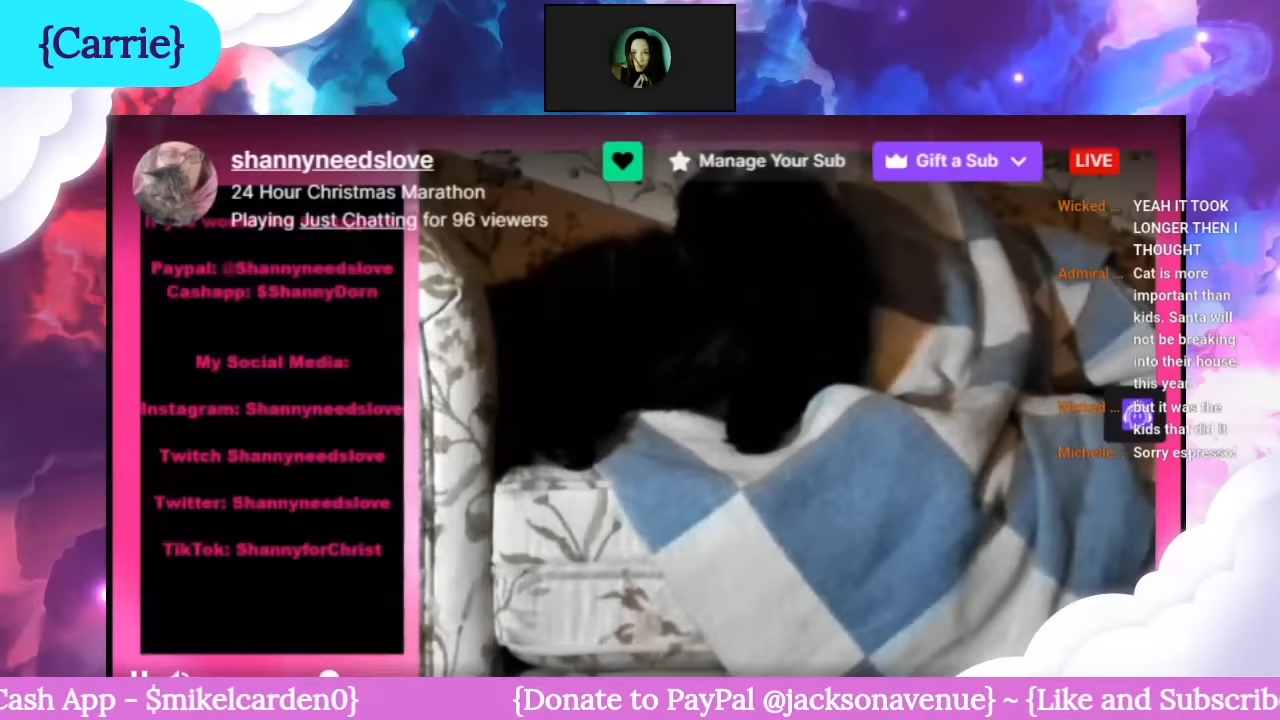 {Carrie}
shannyneedslove
Manage Your Sub
Gift a Sub
LIVE
24 Hour Christmas Marathon
Playing Just Chatting for 96 viewers
Paypal: @Shannyneedslove
Cashapp: $ShannyDorn
My Social Media:
Instagram: Shannyneedslove
Twitch Shannyneedslove
Twitter: Shannyneedslove
TikTok: ShannyforChrist
Wicked ... YEAH IT TOOK
LONGER THEN I
THOUGHT
Admiral ... Cat is more
important than
kids. Santa will
not be breaking
into their house
this year.
Wicked ... but it was the
kids that did it
Michelle... Sorry espresso!
Cash App - $mikelcarden0} {Donate to PayPal @jacksonavenue} ~ {Like and Subscrib